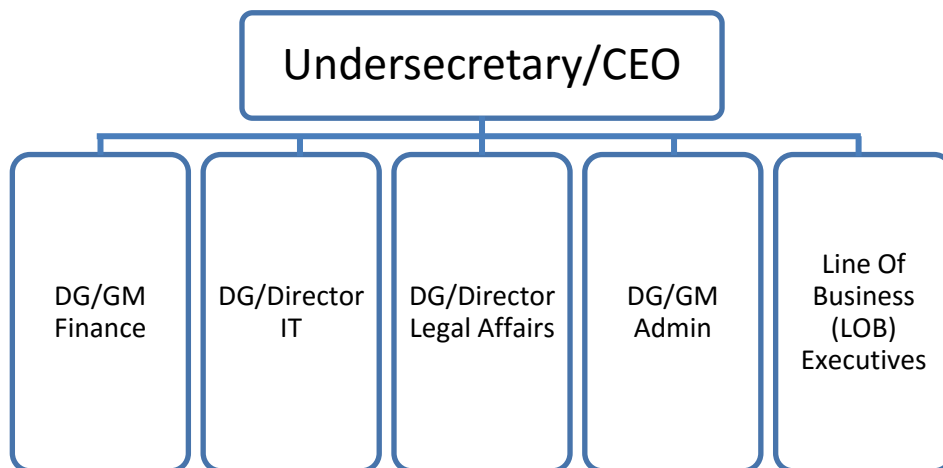 Undersecretary/CEO
DG/GM
Finance
DG/Director
IT
DG/Director
Legal Affairs
DG/GM
Admin
Line Of
Business
(LOB)
Executives